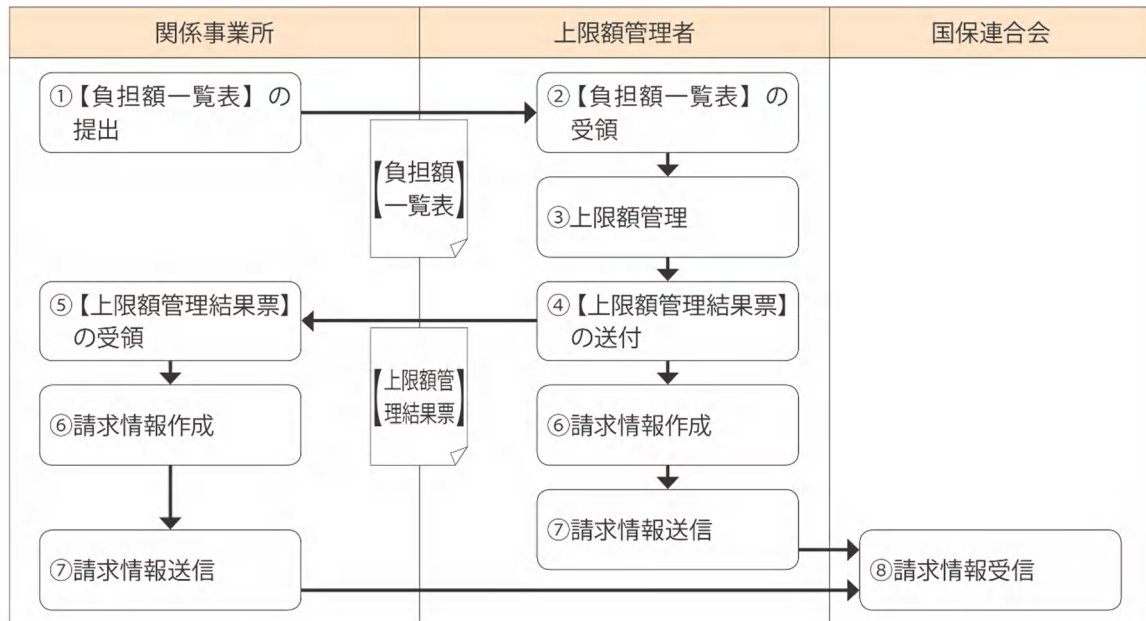 関係事業所
上限額管理者
国保連合会
①【負担額一覧表】の
提出
②【負担額一覧表】の
受領
【負担額
一覧表】
③上限額管理
⑤【上限額管理結果票】
の受領
④【上限額管理結果票】
の送付
【上限額管
理結果票】
⑥請求情報作成
⑥請求情報作成
⑦請求情報送信
⑦請求情報送信
⑧請求情報受信